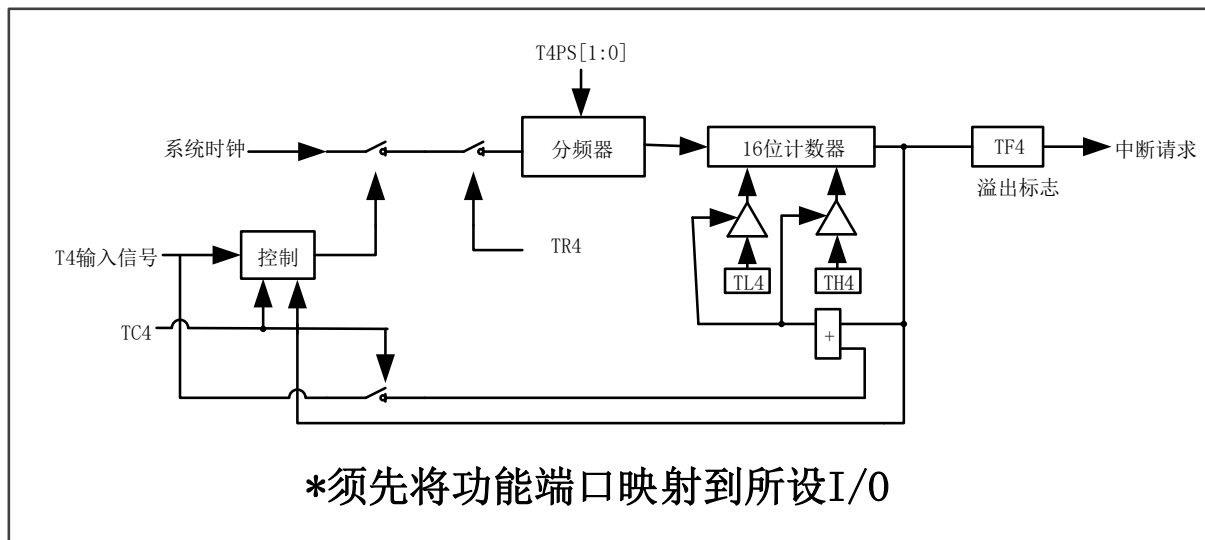 T4PS[1:0]
系统时钟
分频器
16位计数器
TF4
中断请求
溢出标志
T4输入信号
控制
TR4
TL4
TH4
TC4
+
*须先将功能端口映射到所设I/O